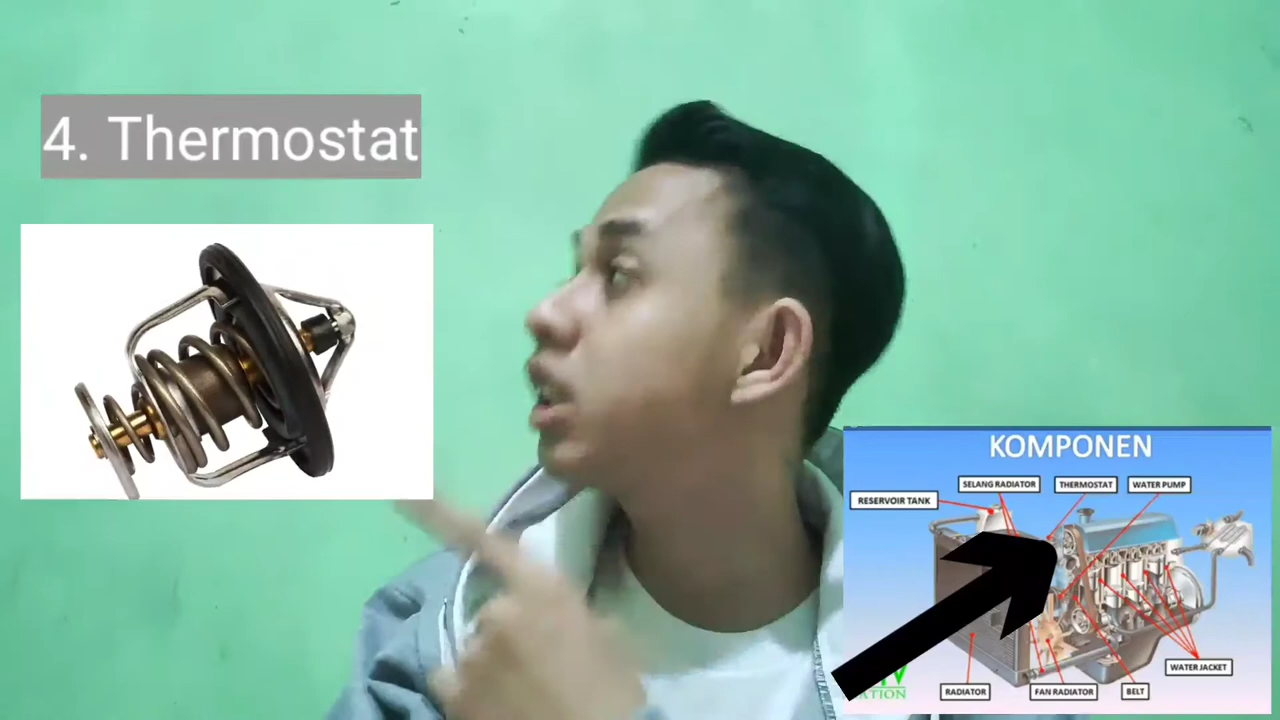 4. Thermostat
KOMPONEN
SELANG RADIATOR
THERMOSTAT
WATER PUMP
RESERVOIR TANK
WATER JACKET
RADIATOR
FAN RADIATOR
BELT